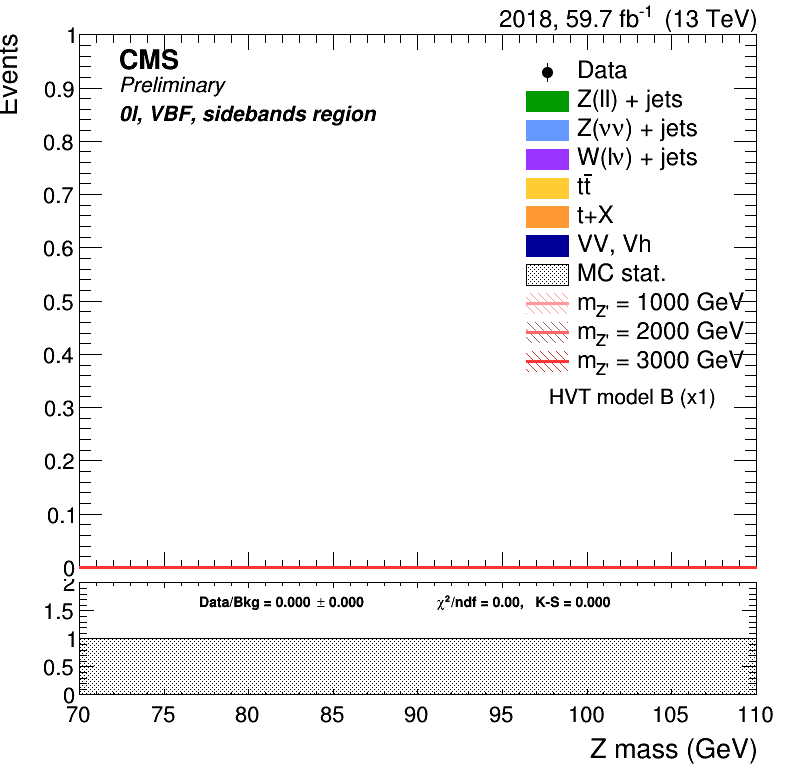 2018, 59.7 fb-1 (13 TeV)
Events
CMS
Preliminary
0l, VBF, sidebands region
Data
Z(ll) + jets
Z(νν) + jets
W(lν) + jets
tt̄
t+X
VV, Vh
MC stat.
mZ' = 1000 GeV
mZ' = 2000 GeV
mZ' = 3000 GeV
HVT model B (x1)
1
0.9
0.8
0.7
0.6
0.5
0.4
0.3
0.2
0.1
0
Data/Bkg = 0.000 ± 0.000 χ²/ndf = 0.00, K-S = 0.000
2
1.5
1
0.5
0
70 75 80 85 90 95 100 105 110
Z mass (GeV)